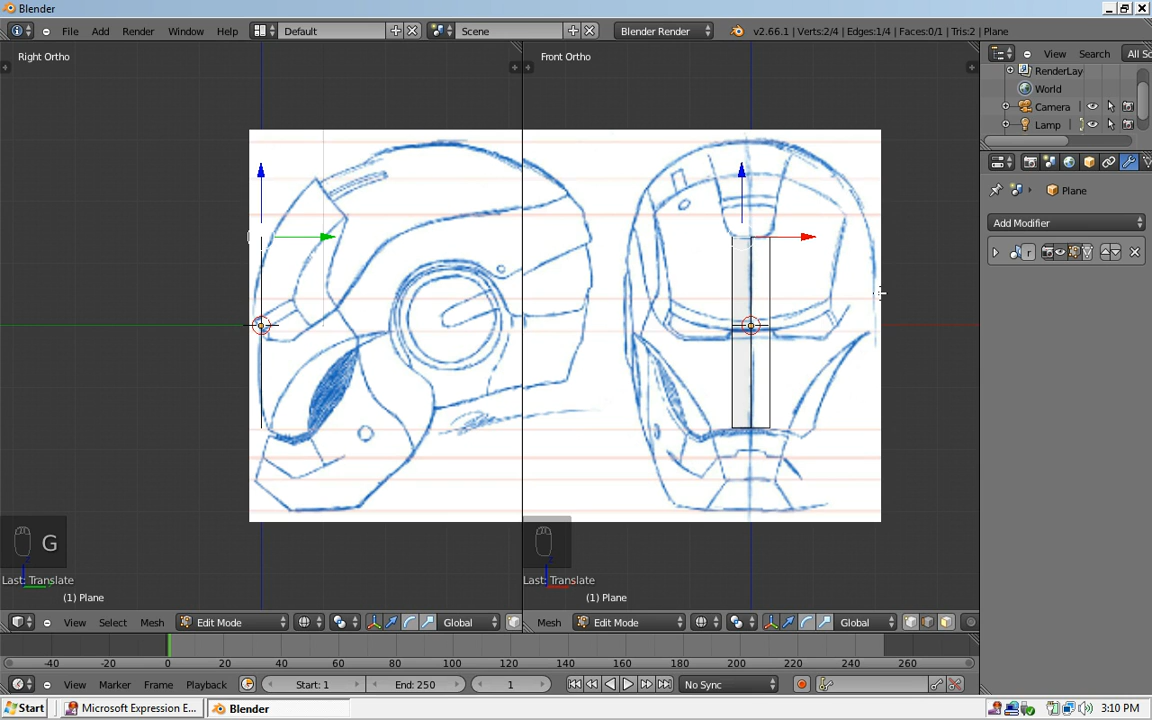 Blender
File Add Render Window Help Default Scene Blender Render v2.66.1 | Verts:2/4 | Edges:1/4 | Faces:0/1 | Tris:2 | Plane
Right Ortho
Front Ortho
View Search All Sc
RenderLay
World
Camera
Lamp
Plane
Add Modifier
r
G
Last: Translate
Last: Translate
(1) Plane
(1) Plane
View Select Mesh Edit Mode Global
Mesh Edit Mode Global
-40 -20 0 20 40 60 80 100 120 140 160 180 200 220 240 260
View Marker Frame Playback Start: 1 End: 250 1 No Sync
Start Microsoft Expression E... Blender 3:10 PM